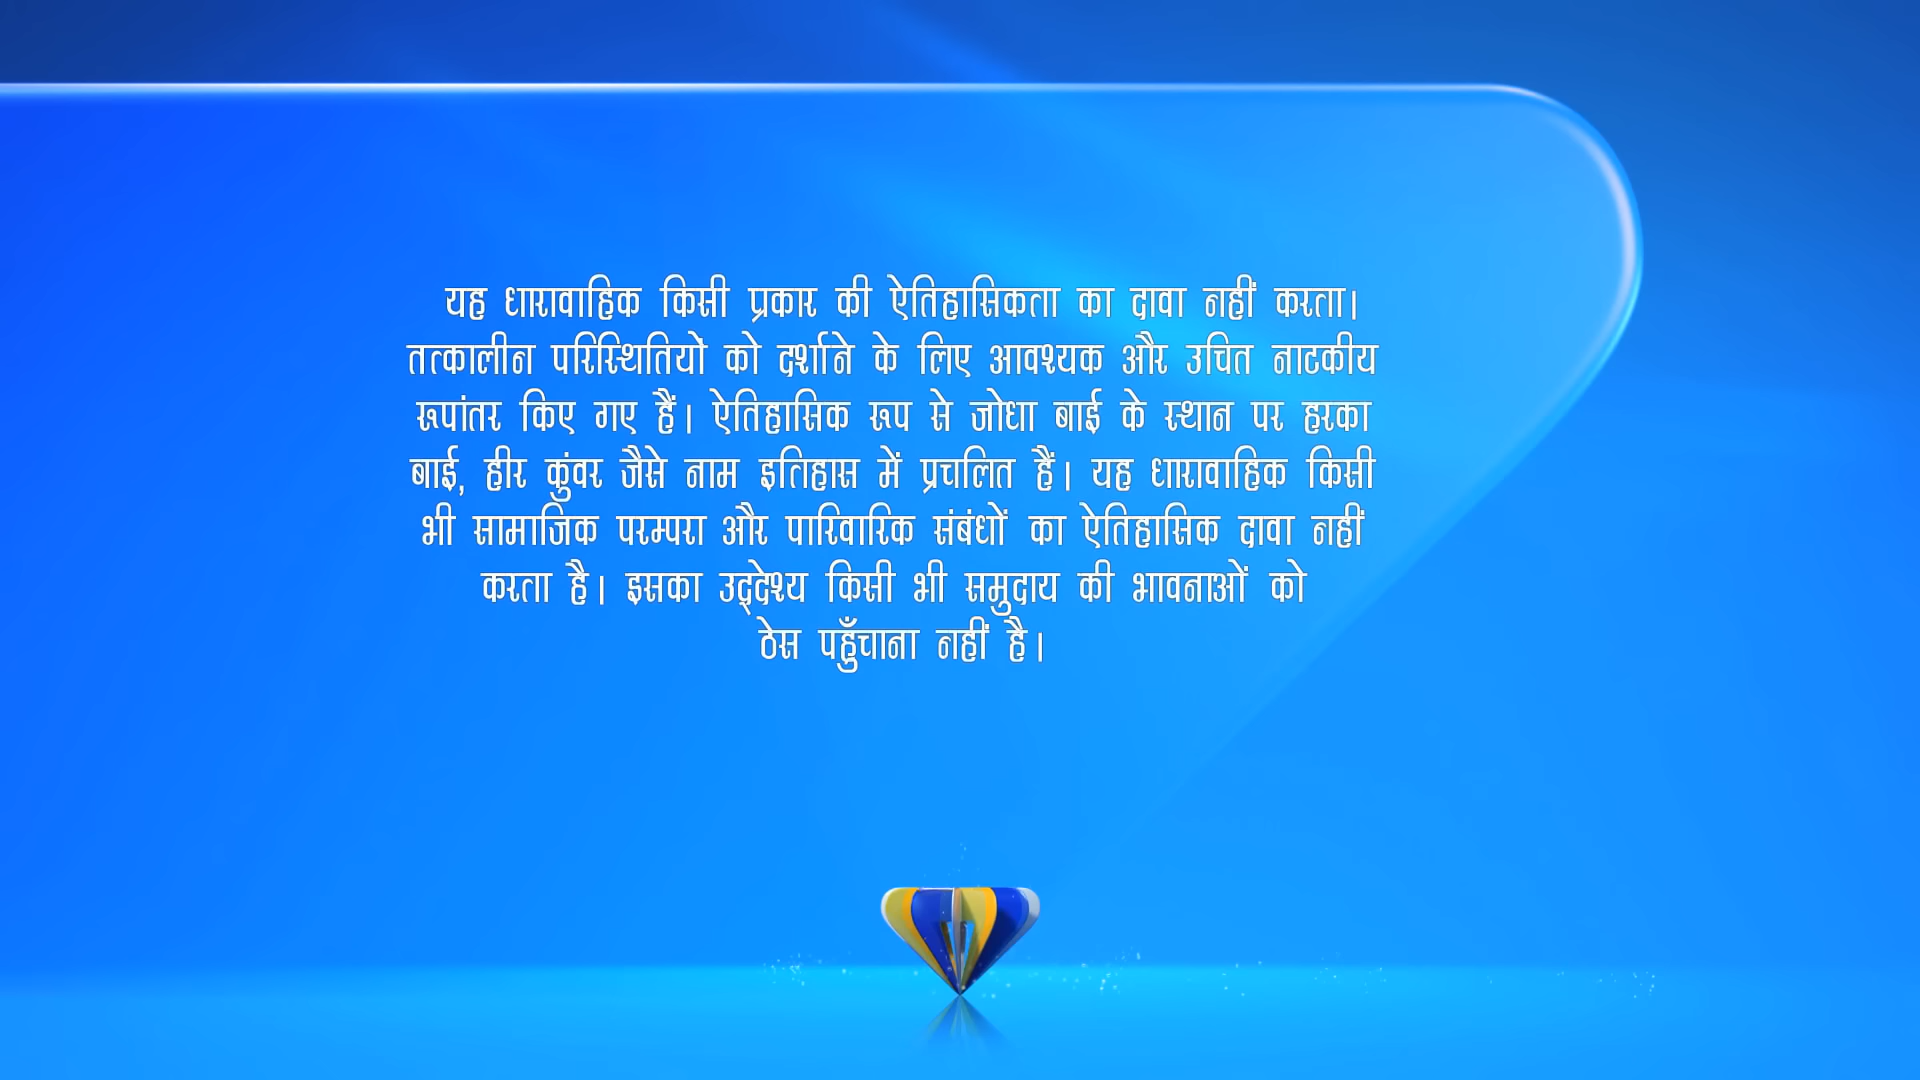 यह धारावाहिक किसी प्रकार की ऐतिहासिकता का दावा नहीं करता।
तत्कालीन परिस्थितियों को दर्शाने के लिए आवश्यक और उचित नाटकीय
रूपांतर किए गए हैं। ऐतिहासिक रूप से जोधा बाई के स्थान पर हरका
बाई, हीर कुंवर जैसे नाम इतिहास में प्रचलित हैं। यह धारावाहिक किसी
भी सामाजिक परम्परा और पारिवारिक संबंधों का ऐतिहासिक दावा नहीं
करता है। इसका उद्देश्य किसी भी समुदाय की भावनाओं को
ठेस पहुँचाना नहीं है।